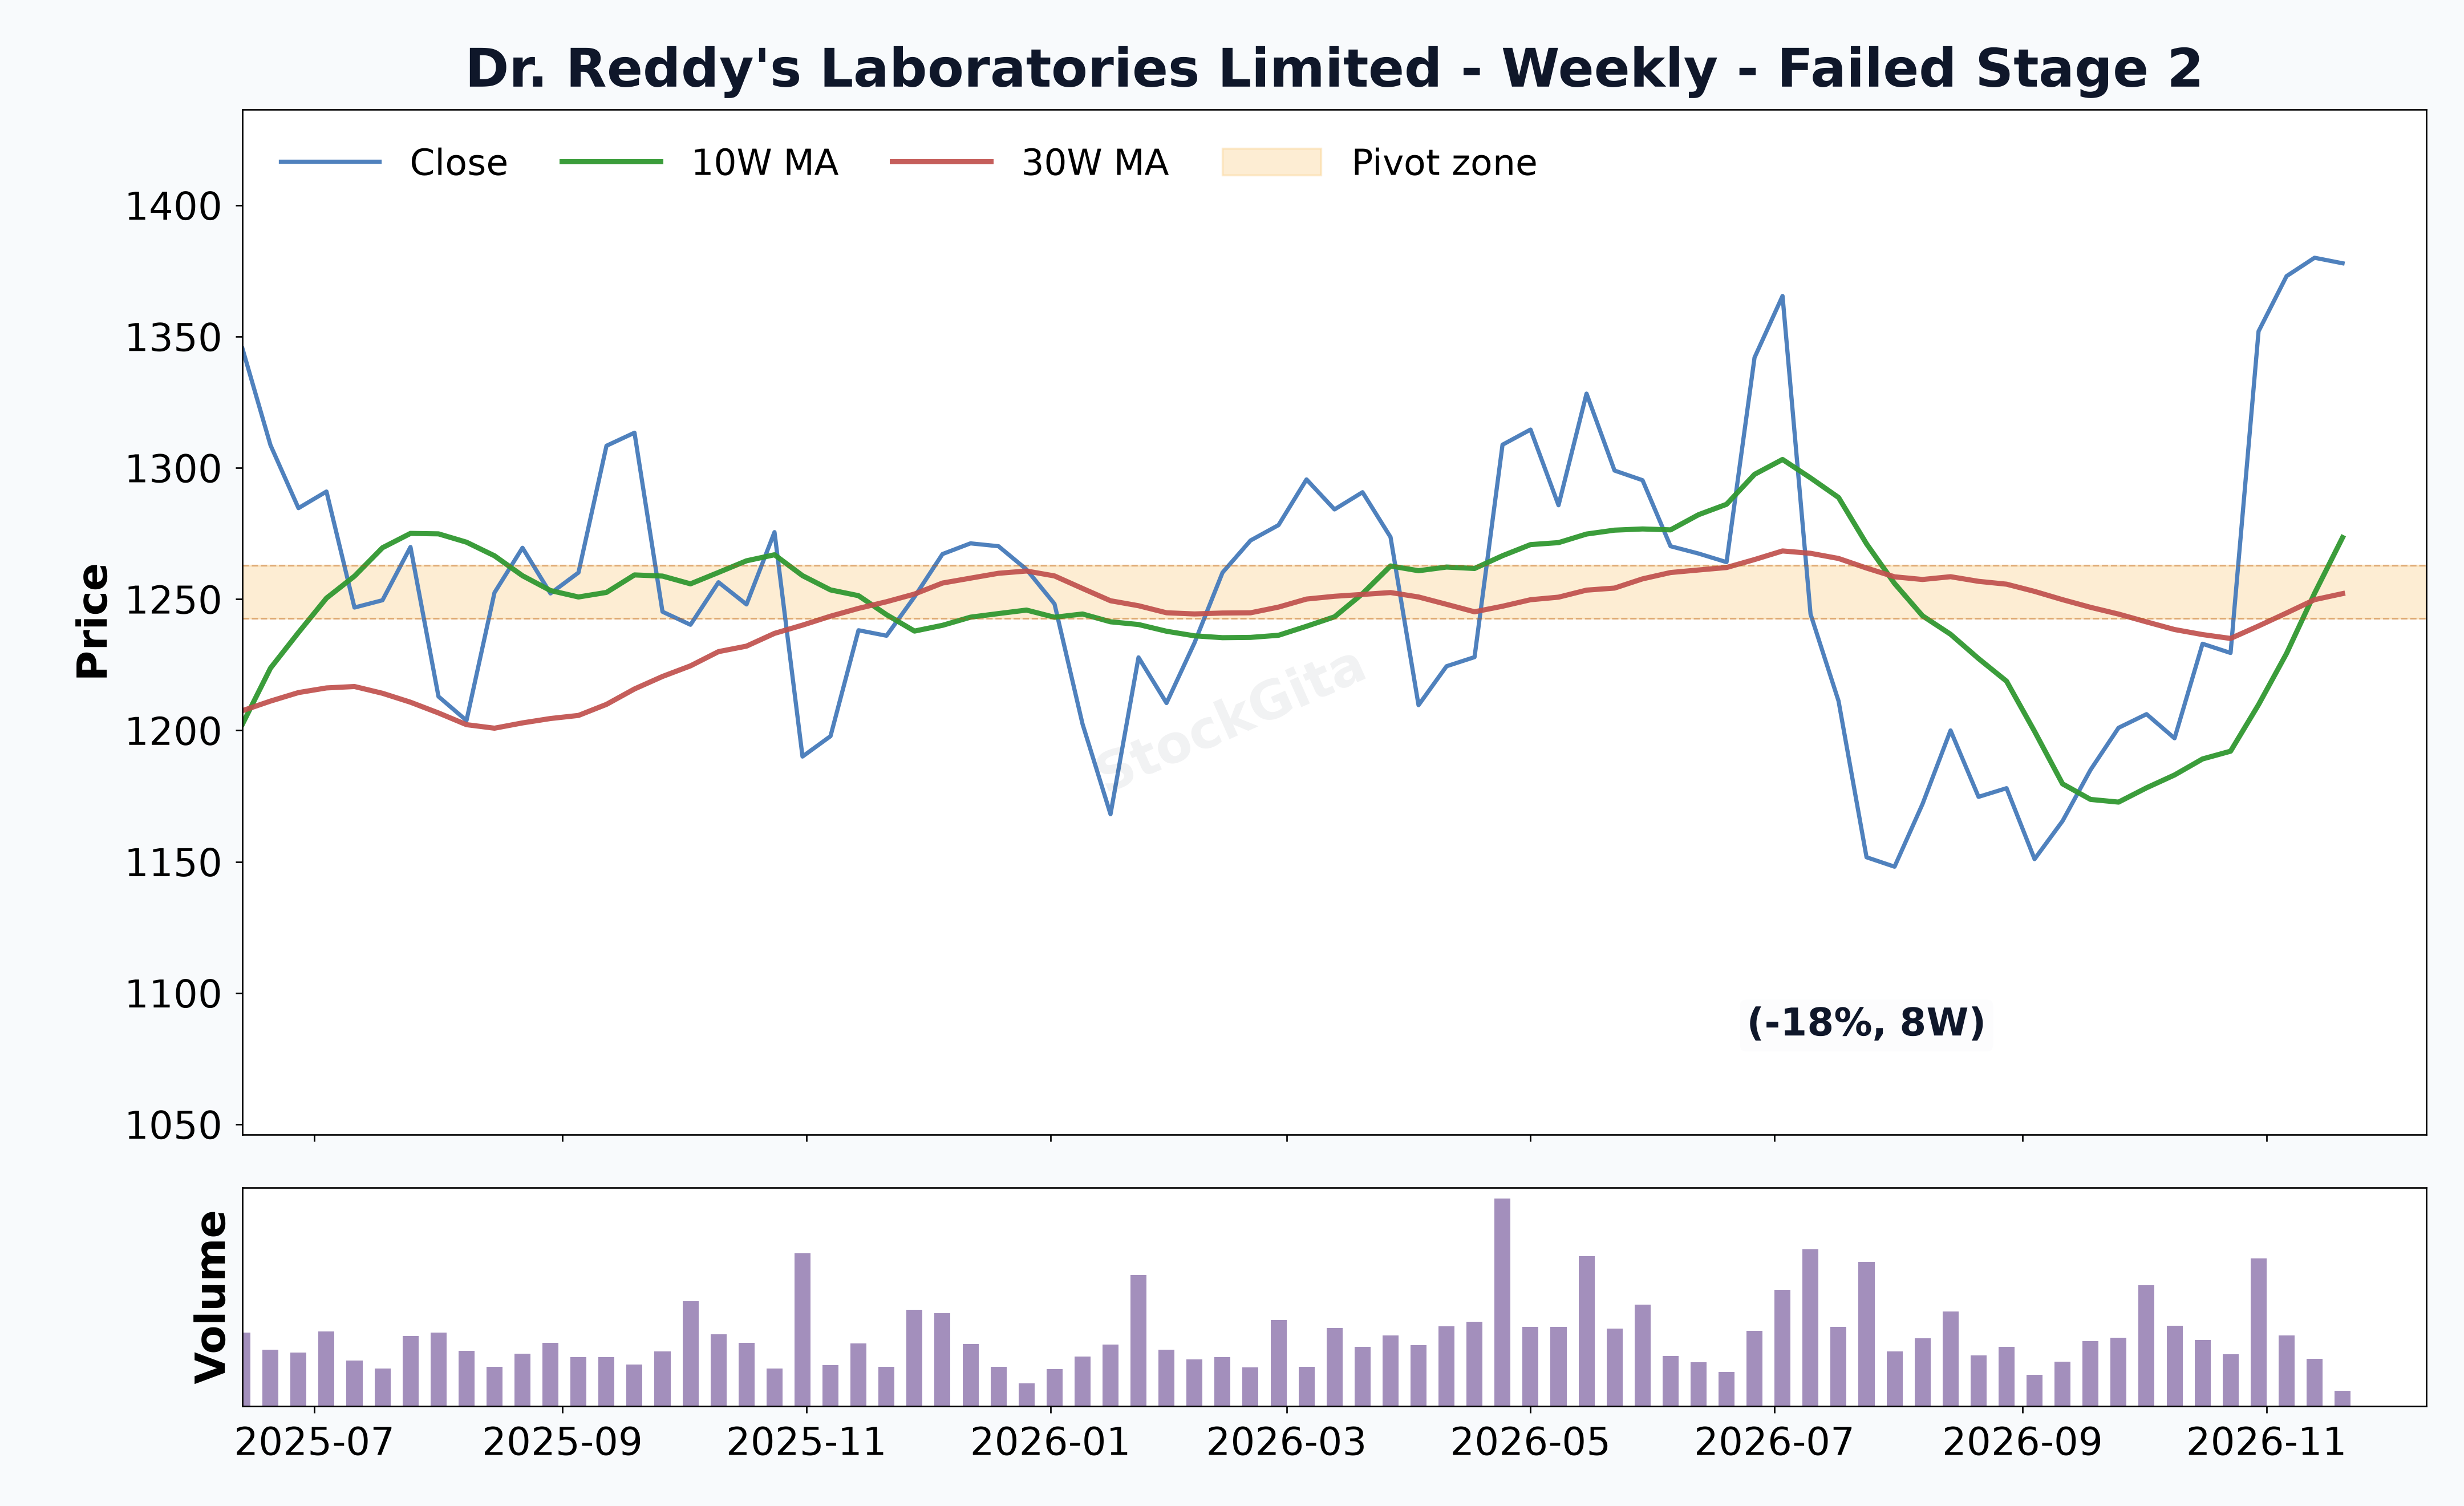 Dr. Reddy's Laboratories Limited - Weekly - Failed Stage 2
Close 10W MA 30W MA Pivot zone
1400
1350
1300
1250
1200
1150
1100
1050
Price
StockGita
(-18%, 8W)
Volume
2025-07 2025-09 2025-11 2026-01 2026-03 2026-05 2026-07 2026-09 2026-11